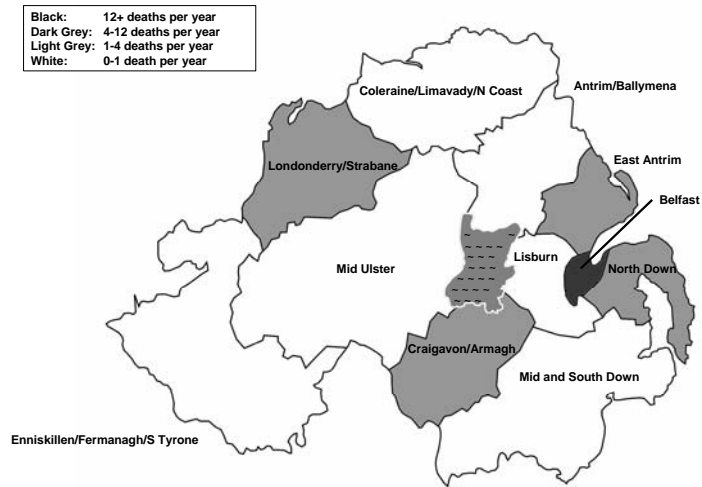 Black: 12+ deaths per year
Dark Grey: 4-12 deaths per year
Light Grey: 1-4 deaths per year
White: 0-1 death per year
Coleraine/Limavady/N Coast
Antrim/Ballymena
Londonderry/Strabane
East Antrim
Belfast
Lisburn
Mid Ulster
North Down
Craigavon/Armagh
Mid and South Down
Enniskillen/Fermanagh/S Tyrone